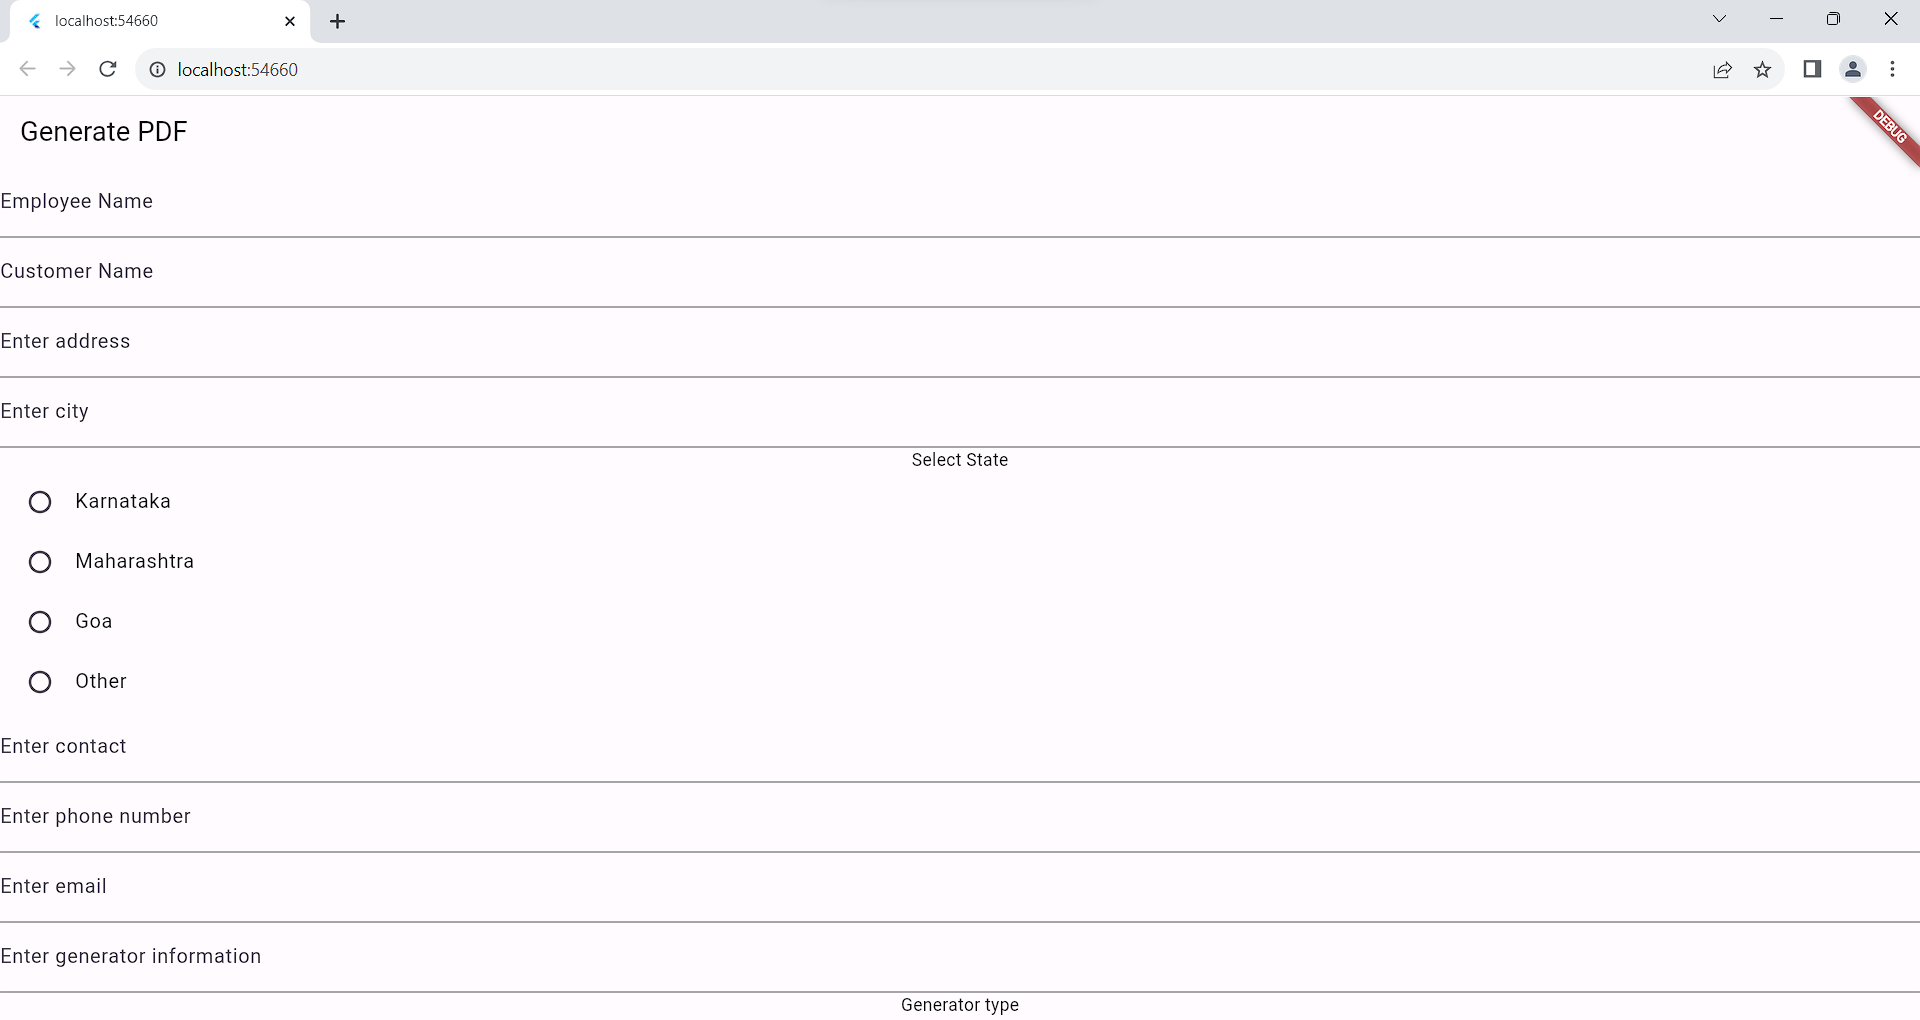 localhost:54660
localhost:54660
Generate PDF
DEBUG
Employee Name
Customer Name
Enter address
Enter city
Select State
Karnataka
Maharashtra
Goa
Other
Enter contact
Enter phone number
Enter email
Enter generator information
Generator type